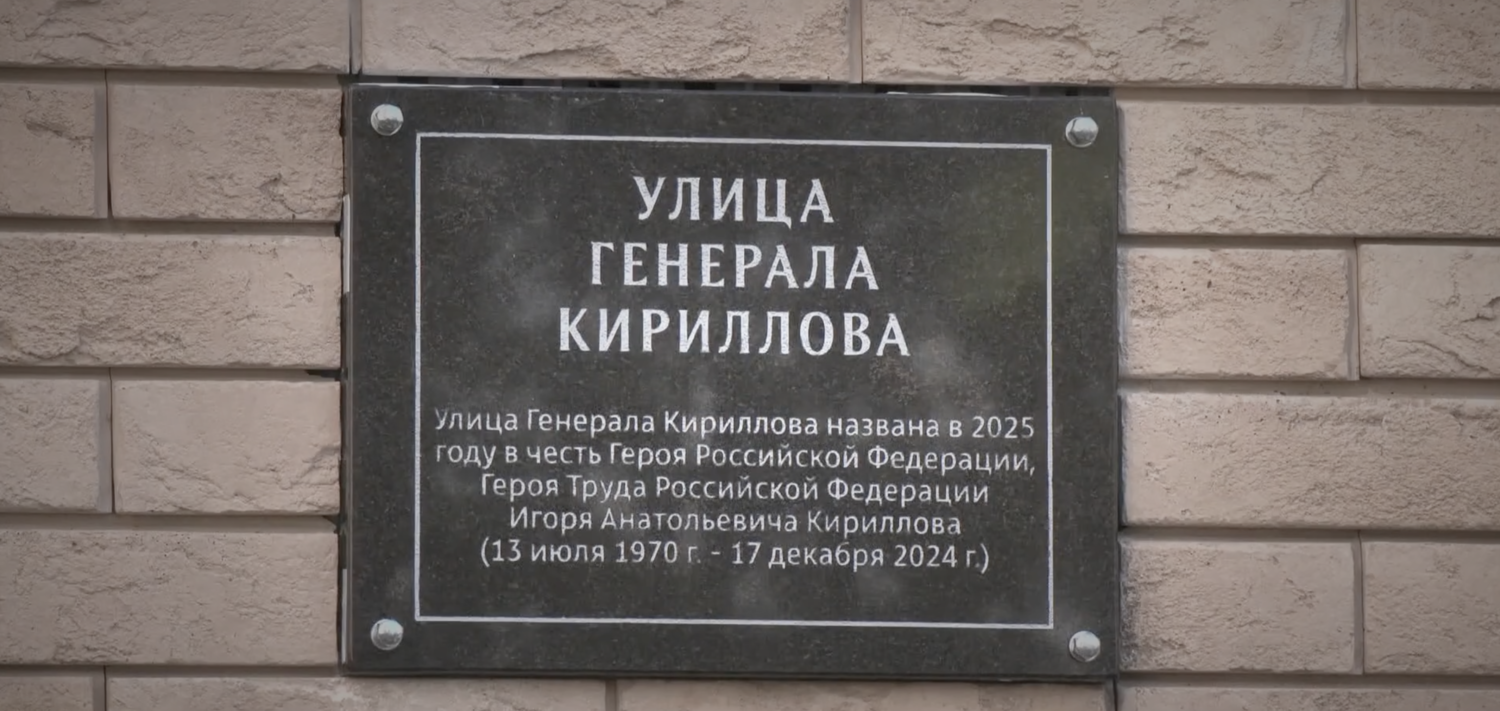 УЛИЦА
ГЕНЕРАЛА
КИРИЛЛОВА
Улица Генерала Кириллова названа в 2025
году в честь Героя Российской Федерации,
Героя Труда Российской Федерации
Игоря Анатольевича Кириллова
(13 июля 1970 г. - 17 декабря 2024 г.)